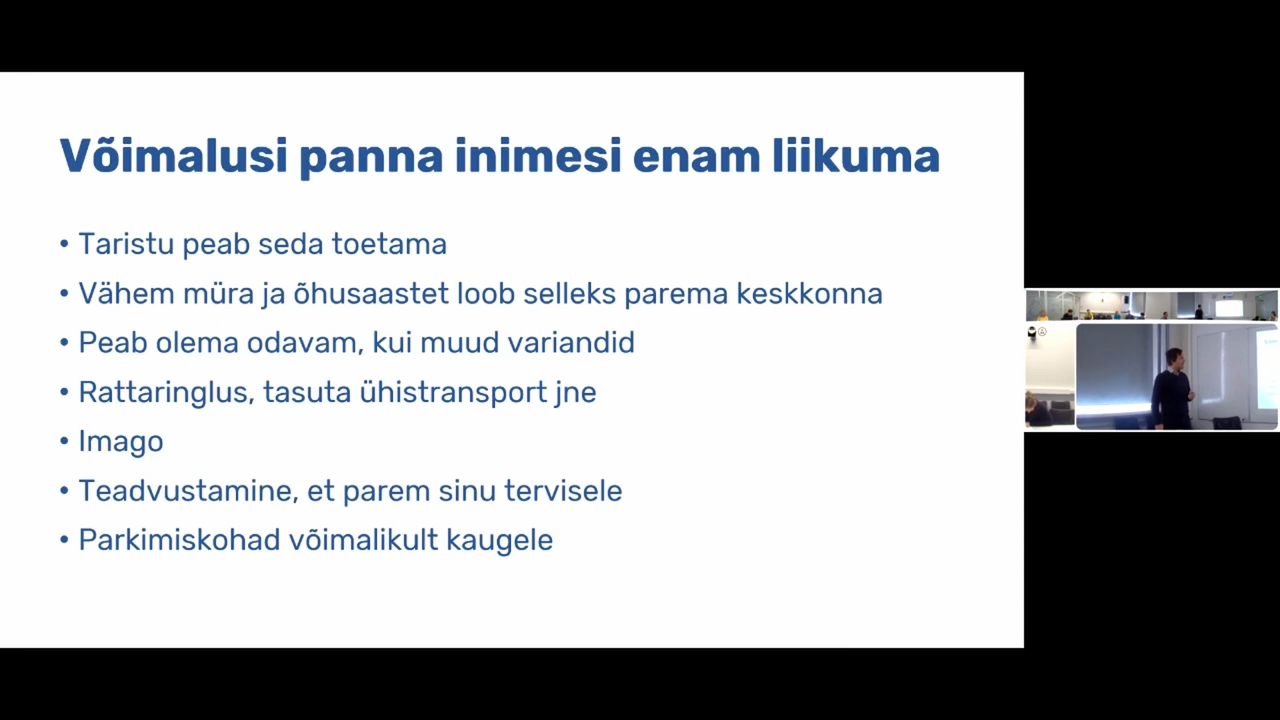 Võimalusi panna inimesi enam liikuma
• Taristu peab seda toetama
• Vähem müra ja õhusaastet loob selleks parema keskkonna
• Peab olema odavam, kui muud variandid
• Rattaringlus, tasuta ühistransport jne
• Imago
• Teadvustamine, et parem sinu tervisele
• Parkimiskohad võimalikult kaugele